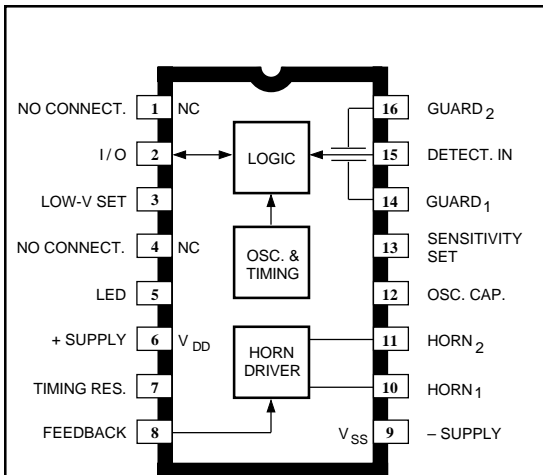 NO CONNECT. 1 NC 16 GUARD2
I / O 2 LOGIC 15 DETECT. IN
LOW-V SET 3 14 GUARD1
NO CONNECT. 4 NC OSC. & TIMING 13 SENSITIVITY SET
LED 5 12 OSC. CAP.
+ SUPPLY 6 VDD HORN DRIVER 11 HORN2
TIMING RES. 7 10 HORN1
FEEDBACK 8 VSS 9 – SUPPLY